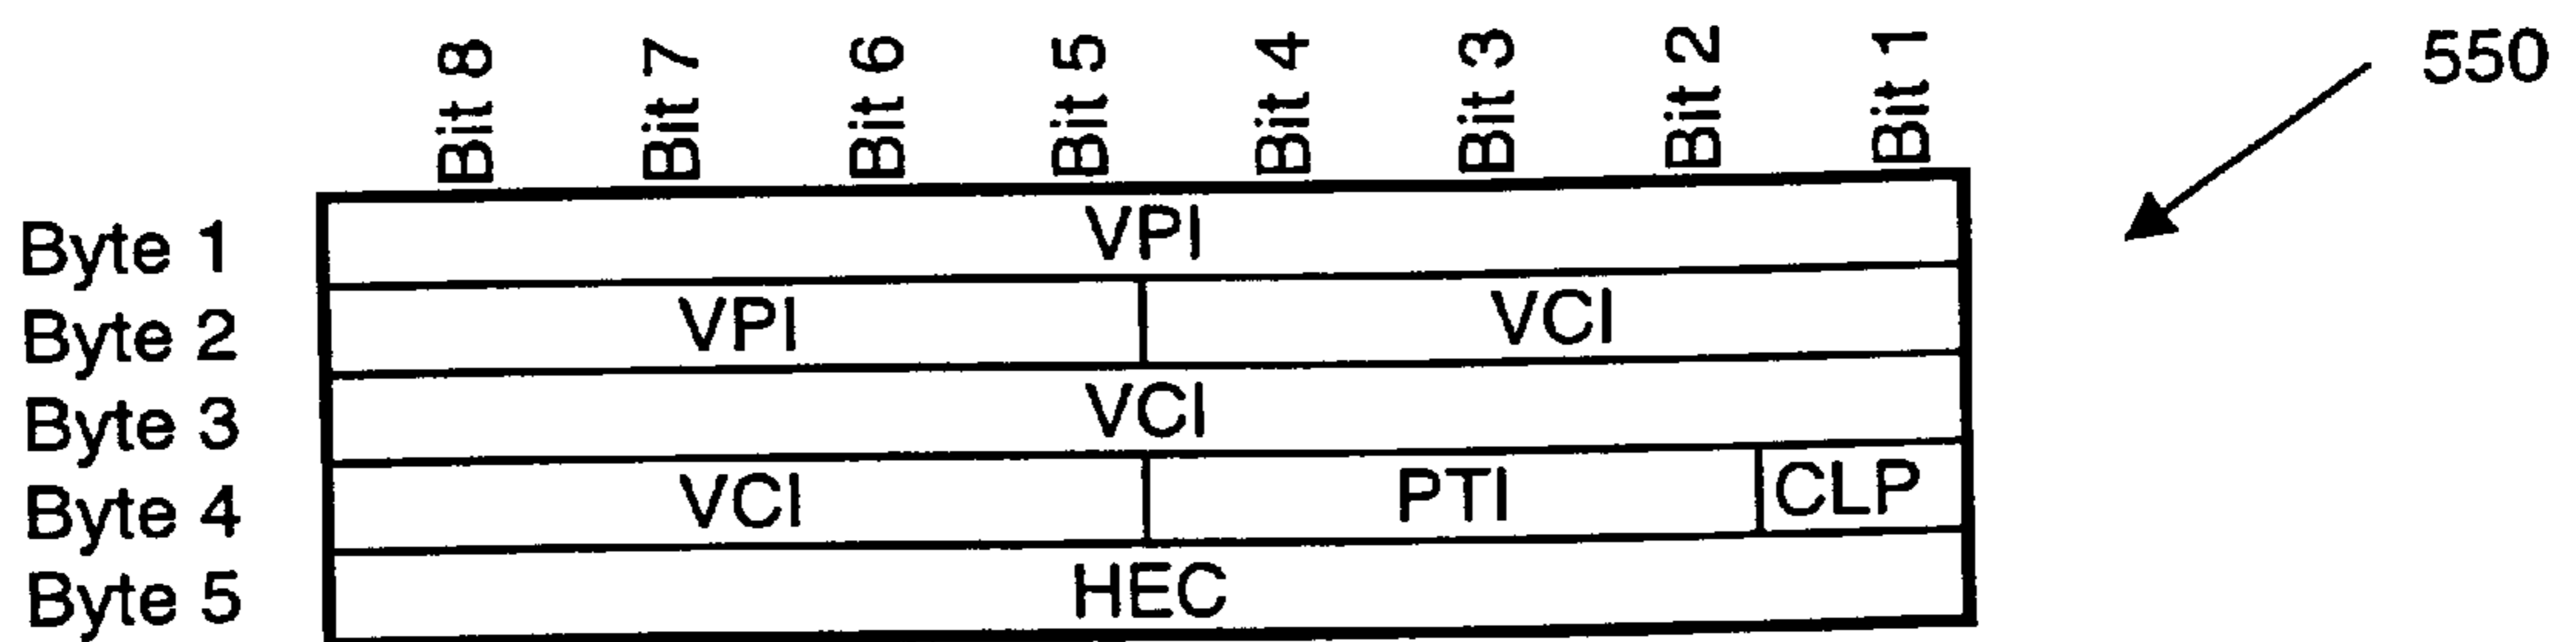 Bit 8 Bit 7 Bit 6 Bit 5 Bit 4 Bit 3 Bit 2 Bit 1
550
Byte 1 VPI
Byte 2 VPI VCI
Byte 3 VCI
Byte 4 VCI PTI CLP
Byte 5 HEC